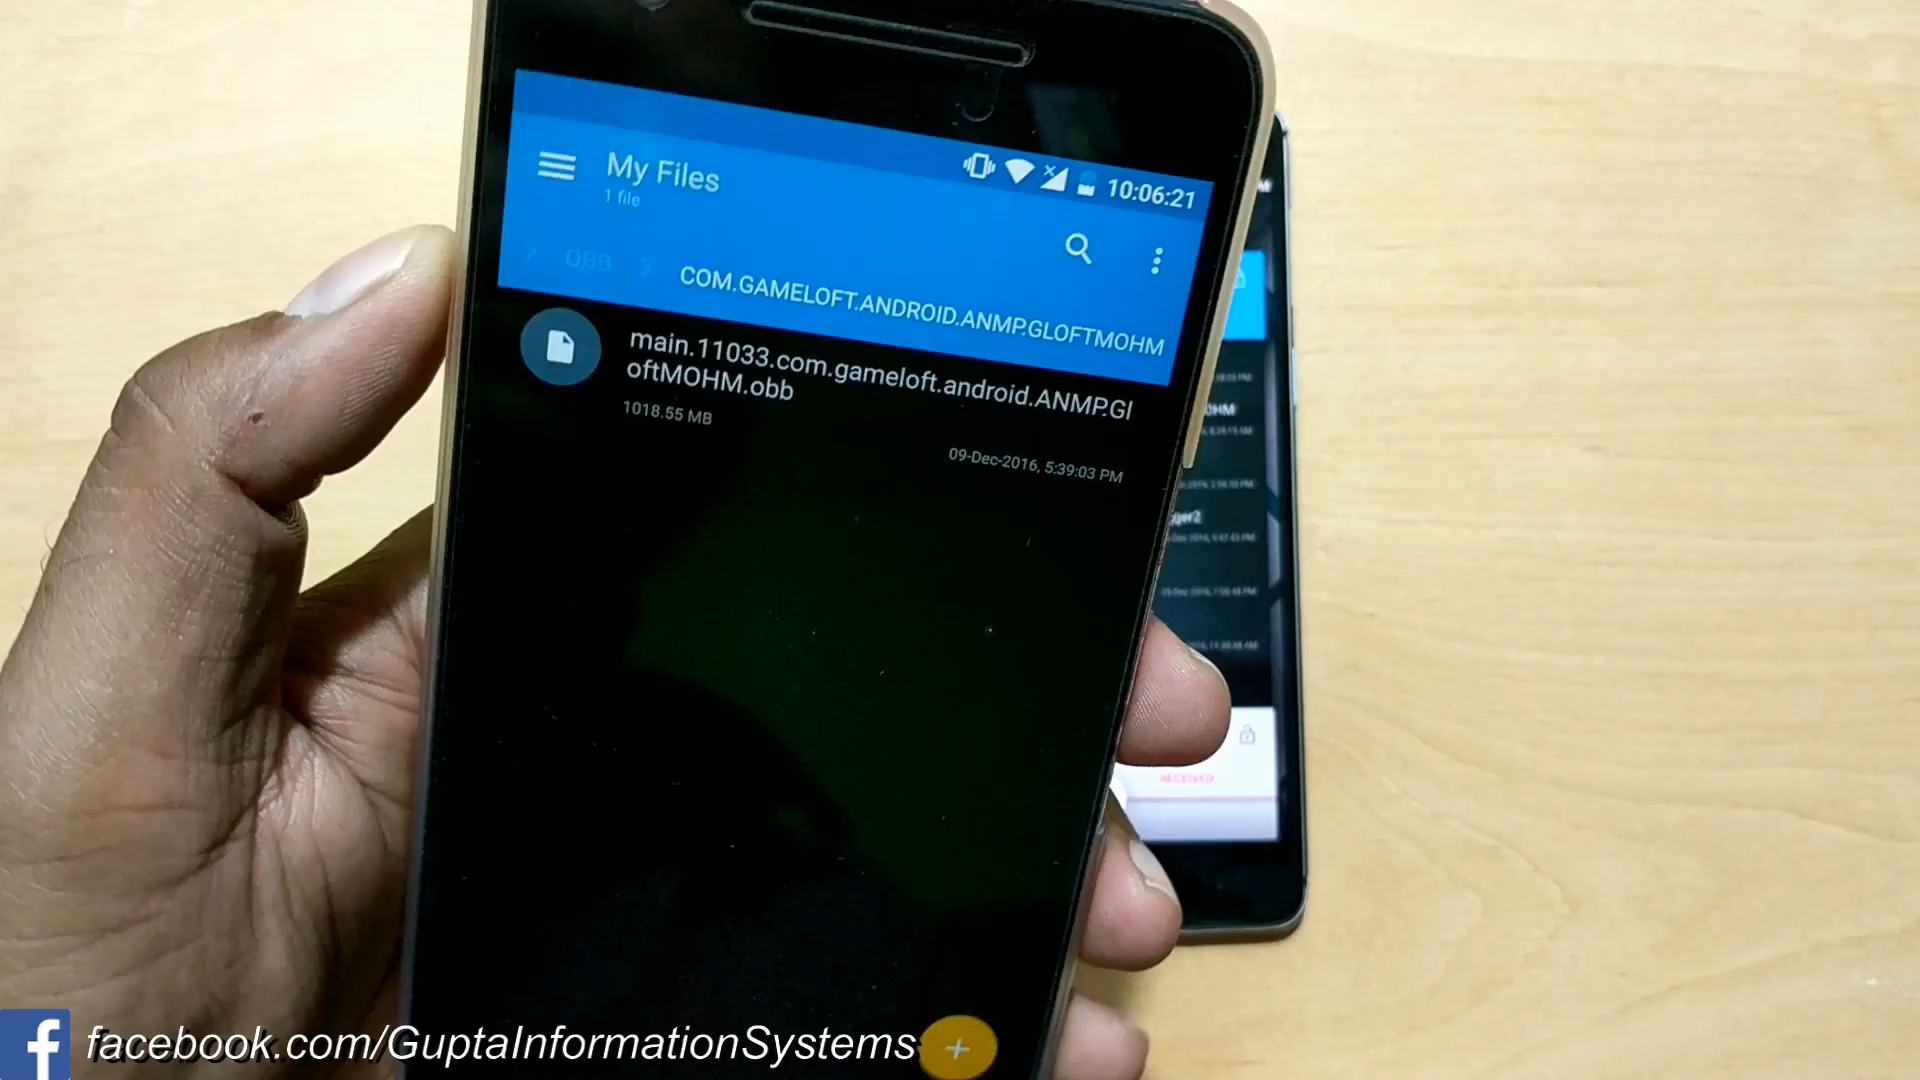 10:06:21
My Files
1 file
OBB
COM.GAMELOFT.ANDROID.ANMP.GLOFTMOHM
main.11033.com.gameloft.android.ANMP.Gl
oftMOHM.obb
1018.55 MB
09-Dec-2016, 5:39:03 PM
RECEIVED
facebook.com/GuptaInformationSystems